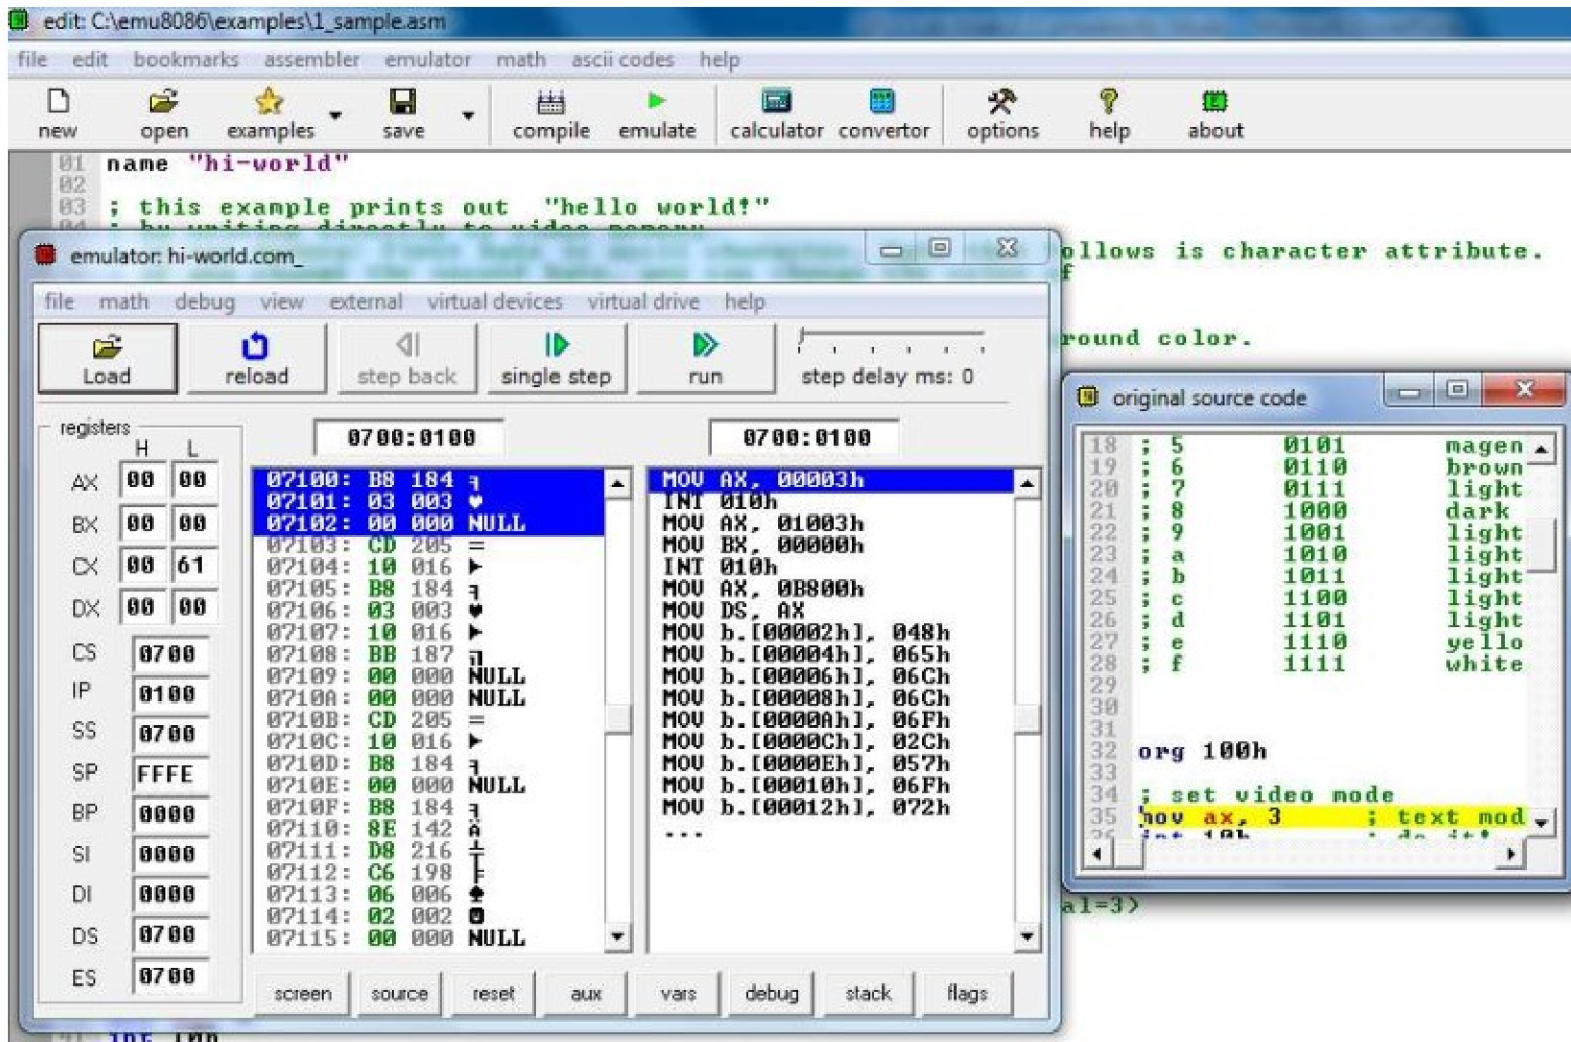 edit: C:\emu8086\examples\1_sample.asm
file edit bookmarks assembler emulator math ascii codes help
new open examples save compile emulate calculator convertor options help about
01 name "hi-world"
02
03 ; this example prints out "hello world!"
04 ; by writing directly to video memory
ollows is character attribute.
f
round color.
emulator: hi-world.com_
file math debug view external virtual devices virtual drive help
Load reload step back single step run step delay ms: 0
registers
H L
AX 00 00
BX 00 00
CX 00 61
DX 00 00
CS 0700
IP 0100
SS 0700
SP FFFE
BP 0000
SI 0000
DI 0000
DS 0700
ES 0700
0700:0100
07100: B8 184 ╕
07101: 03 003 ♥
07102: 00 000 NULL
07103: CD 205 =
07104: 10 016 ►
07105: B8 184 ╕
07106: 03 003 ♥
07107: 10 016 ►
07108: BB 187 ╗
07109: 00 000 NULL
0710A: 00 000 NULL
0710B: CD 205 =
0710C: 10 016 ►
0710D: B8 184 ╕
0710E: 00 000 NULL
0710F: B8 184 ╕
07110: 8E 142 Ä
07111: D8 216 ╪
07112: C6 198 ╞
07113: 06 006 ♠
07114: 02 002 ☻
07115: 00 000 NULL
0700:0100
MOV AX, 00003h
INT 010h
MOV AX, 01003h
MOV BX, 00000h
INT 010h
MOV AX, 0B800h
MOV DS, AX
MOV b.[00002h], 048h
MOV b.[00004h], 065h
MOV b.[00006h], 06Ch
MOV b.[00008h], 06Ch
MOV b.[0000Ah], 06Fh
MOV b.[0000Ch], 02Ch
MOV b.[0000Eh], 057h
MOV b.[00010h], 06Fh
MOV b.[00012h], 072h
...
screen source reset aux vars debug stack flags
original source code
18 ; 5 0101 magen
19 ; 6 0110 brown
20 ; 7 0111 light
21 ; 8 1000 dark
22 ; 9 1001 light
23 ; a 1010 light
24 ; b 1011 light
25 ; c 1100 light
26 ; d 1101 light
27 ; e 1110 yello
28 ; f 1111 white
29
30
31
32 org 100h
33
34 ; set video mode
35 mov ax, 3 ; text mod
36 int 10h ; do it!
al=3)
int 10h